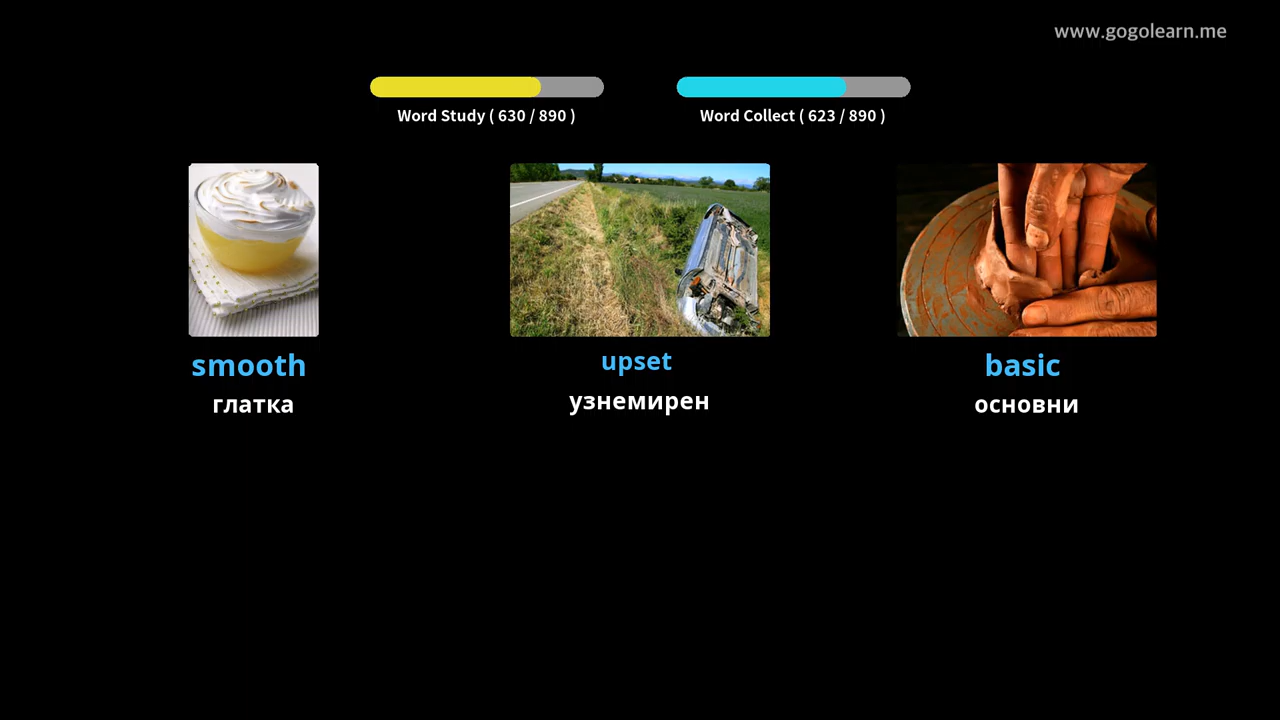 www.gogolearn.me
Word Study ( 630 / 890 )
Word Collect ( 623 / 890 )
smooth
глатка
upset
узнемирен
basic
основни